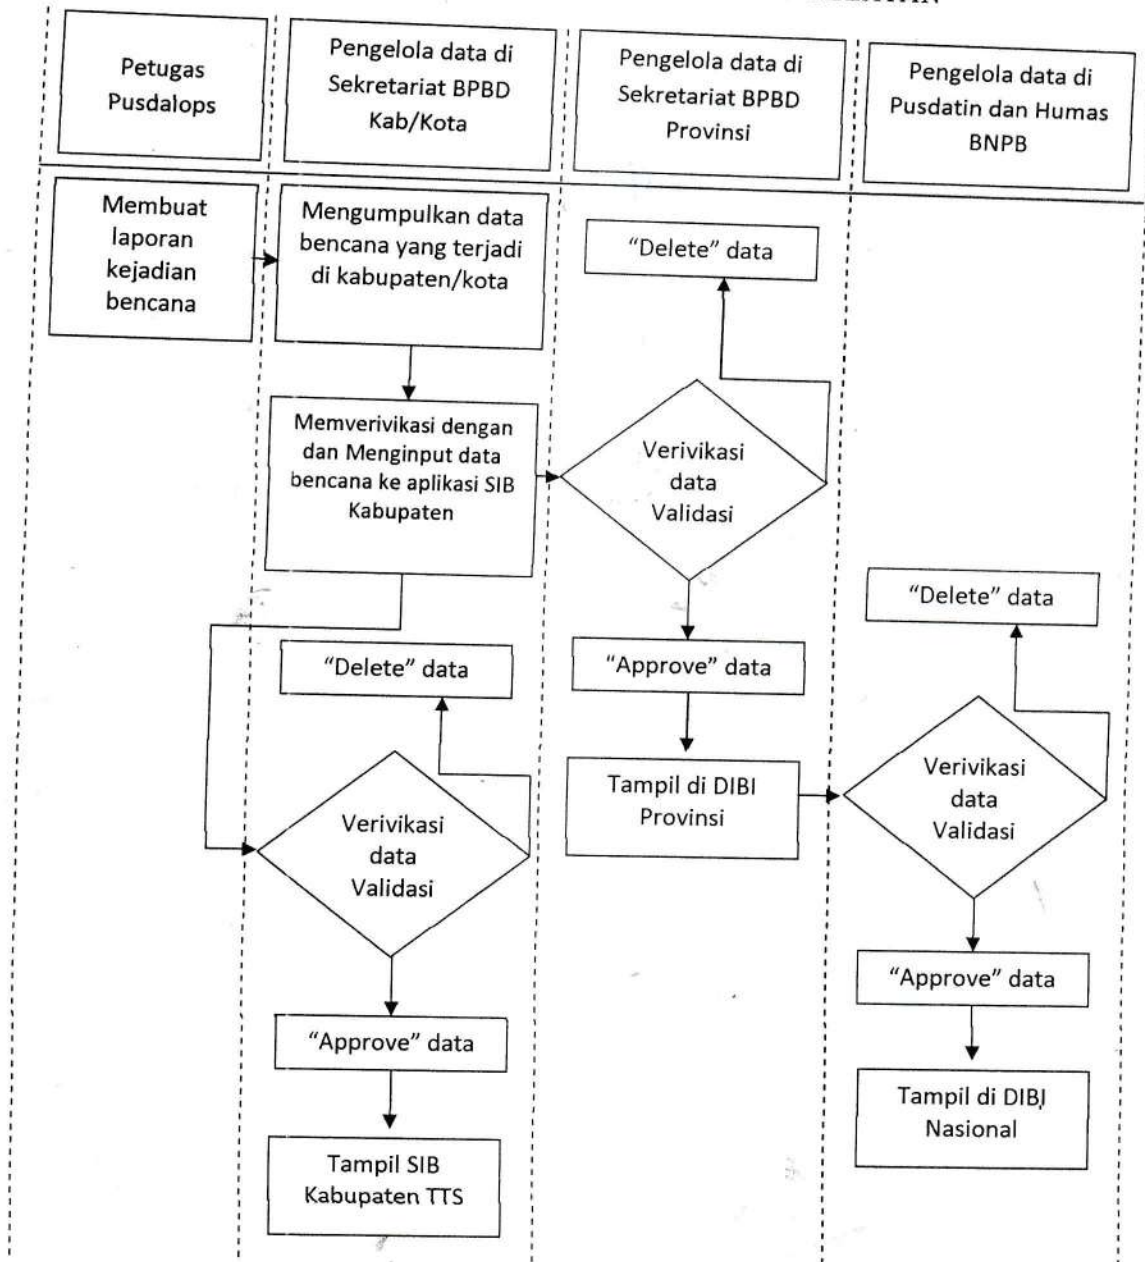 Petugas
Pusdalops
Pengelola data di
Sekretariat BPBD
Kab/Kota
Pengelola data di
Sekretariat BPBD
Provinsi
Pengelola data di
Pusdatin dan Humas
BNPB
Membuat
laporan
kejadian
bencana
Mengumpulkan data
bencana yang terjadi
di kabupaten/kota
Memverivikasi dengan
dan Menginput data
bencana ke aplikasi SIB
Kabupaten
“Delete” data
Verivikasi
data
Validasi
“Approve” data
Tampil SIB
Kabupaten TTS
“Delete” data
Verivikasi
data
Validasi
“Approve” data
Tampil di DIBI
Provinsi
“Delete” data
Verivikasi
data
Validasi
“Approve” data
Tampil di DIBI
Nasional